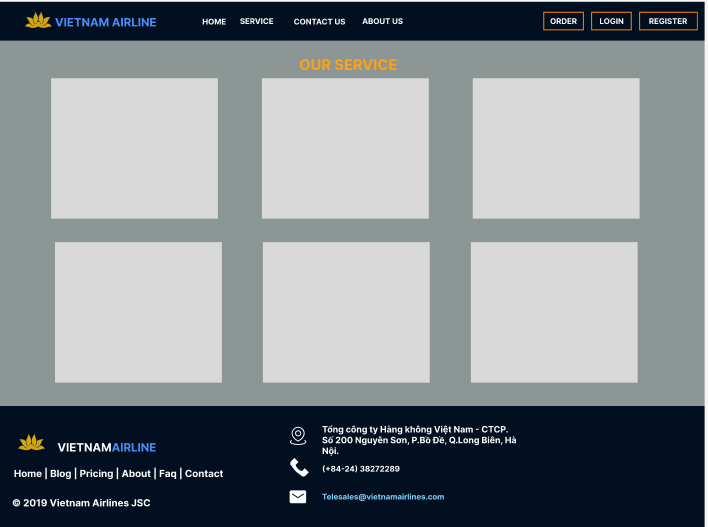 VIETNAM AIRLINE
HOME SERVICE CONTACT US ABOUT US
ORDER LOGIN REGISTER
OUR SERVICE
VIETNAMAIRLINE
Home | Blog | Pricing | About | Faq | Contact
© 2019 Vietnam Airlines JSC
Tổng công ty Hàng không Việt Nam - CTCP.
Số 200 Nguyễn Sơn, P.Bồ Đề, Q.Long Biên, Hà
Nội.
(+84-24) 38272289
Telesales@vietnamairlines.com